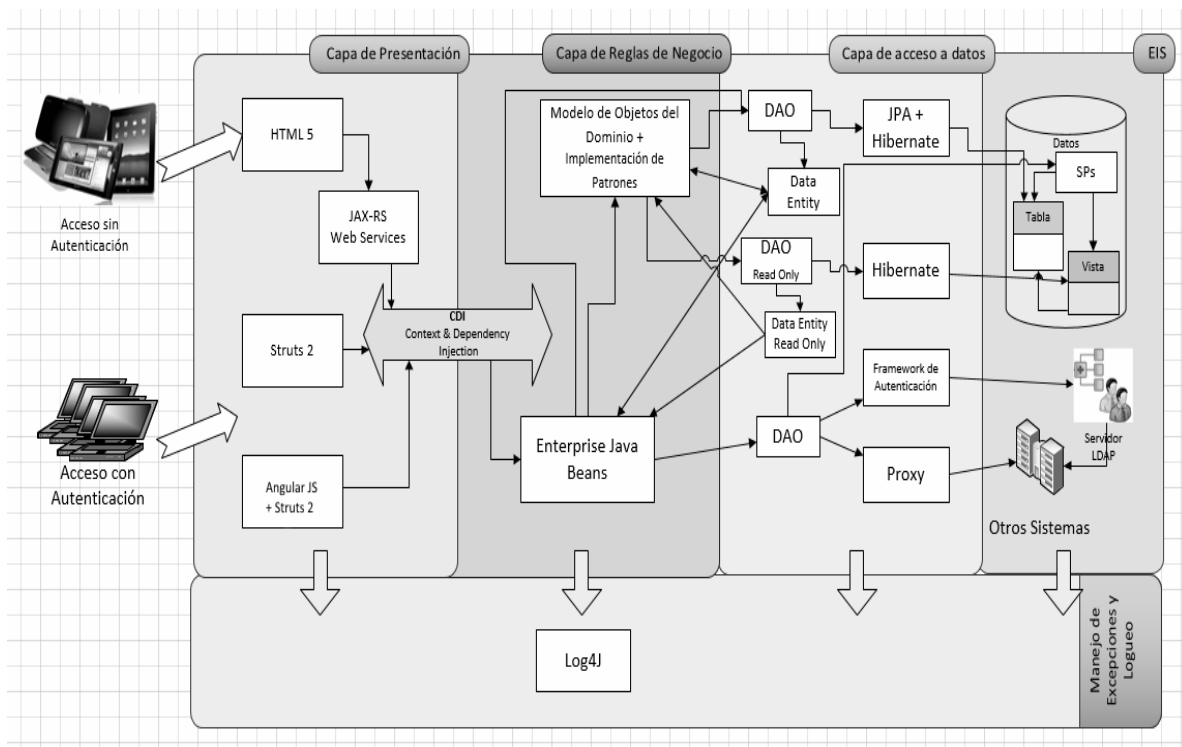 Capa de Presentación
Capa de Reglas de Negocio
Capa de acceso a datos
EIS
Acceso sin
Autenticación
Acceso con
Autenticación
HTML 5
JAX-RS
Web Services
CDI
Context & Dependency
Injection
Struts 2
Angular JS
+ Struts 2
Modelo de Objetos del
Dominio +
Implementación de
Patrones
Enterprise Java
Beans
DAO
Data
Entity
DAO
Read Only
Data Entity
Read Only
DAO
JPA +
Hibernate
Hibernate
Framework de
Autenticación
Proxy
Datos
SPs
Tabla
Vista
Servidor
LDAP
Otros Sistemas
Log4J
Manejo de
Excepciones y
Logueo